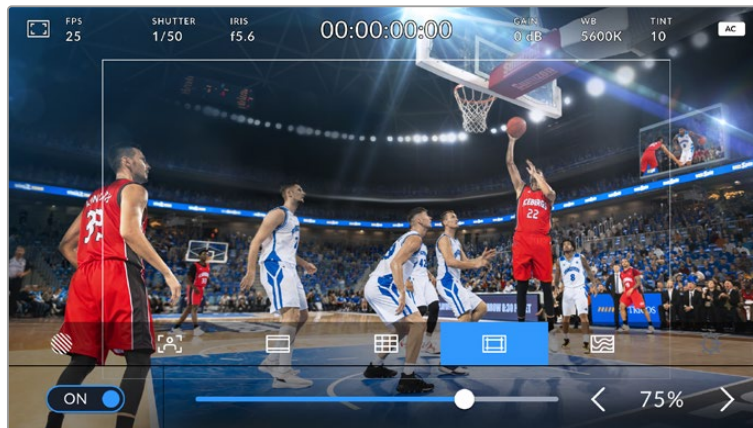 FPS SHUTTER IRIS 00:00:00:00 GAIN WB TINT AC
25 1/50 f5.6 0 dB 5600K 10
ICEBERGS
22
ON 75%